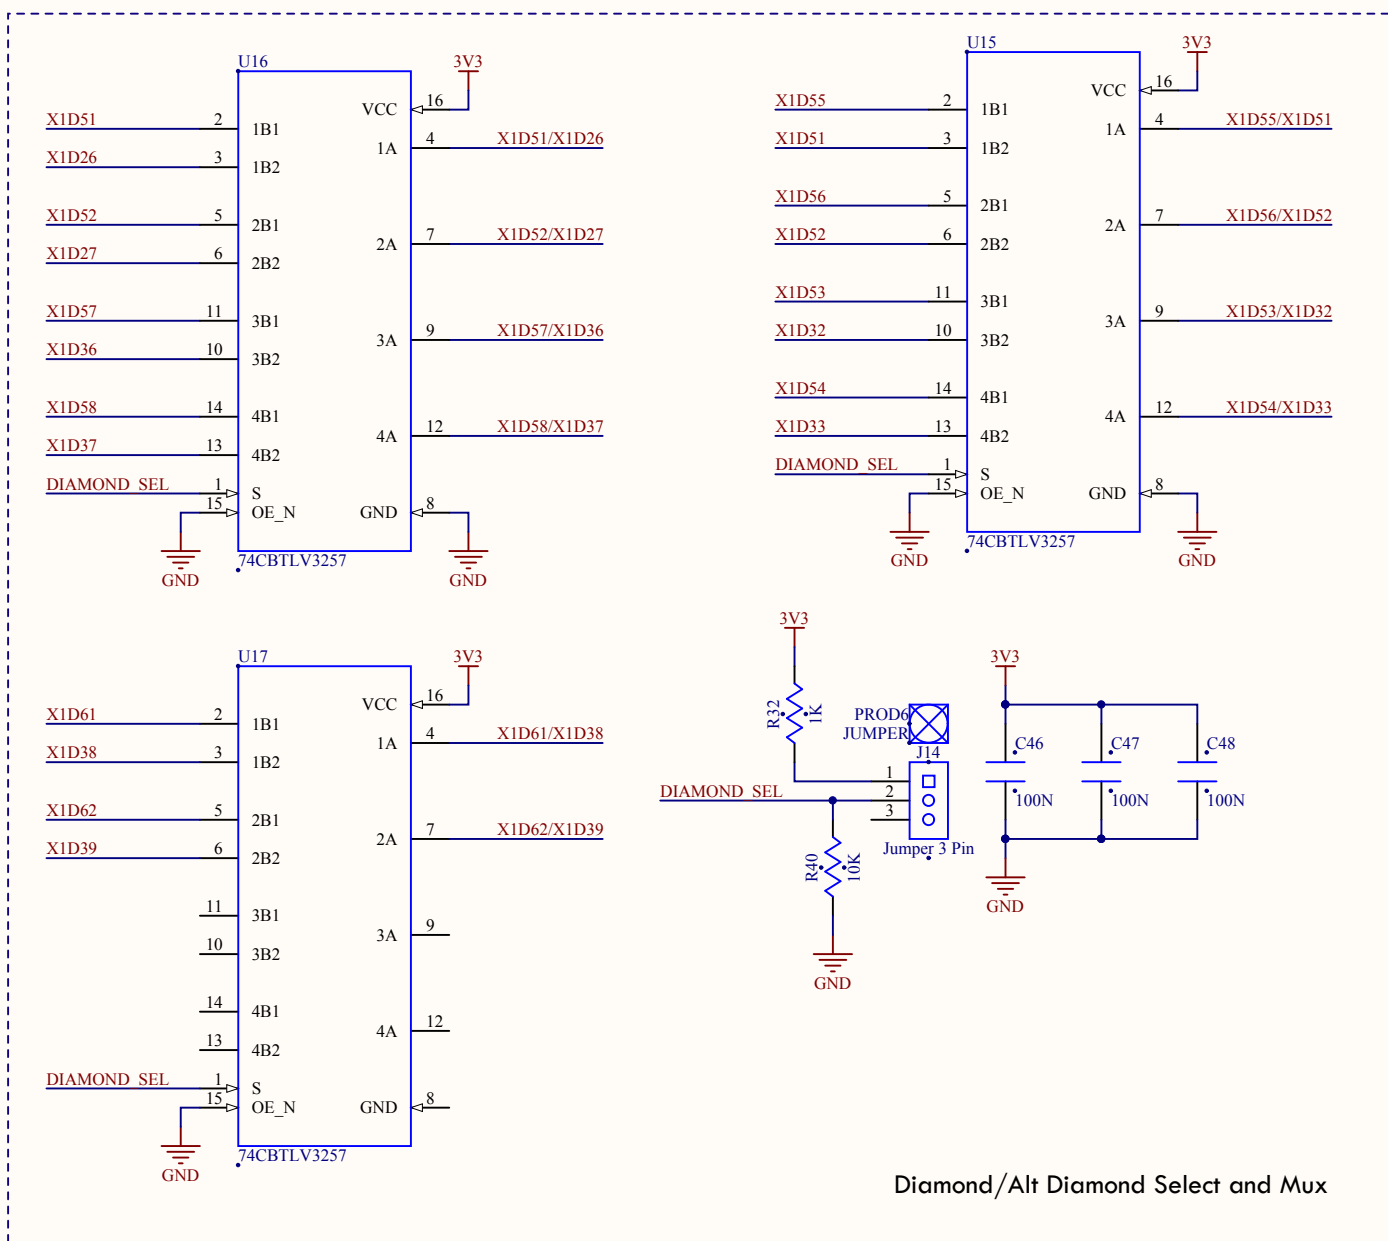 U16
3V3
VCC 16
X1D51 2 1B1
1A 4 X1D51/X1D26
X1D26 3 1B2
X1D52 5 2B1
2A 7 X1D52/X1D27
X1D27 6 2B2
X1D57 11 3B1
3A 9 X1D57/X1D36
X1D36 10 3B2
X1D58 14 4B1
4A 12 X1D58/X1D37
X1D37 13 4B2
DIAMOND_SEL 1 S
15 OE_N
GND 8
74CBTLV3257
GND
GND
U15
3V3
VCC 16
X1D55 2 1B1
1A 4 X1D55/X1D51
X1D51 3 1B2
X1D56 5 2B1
2A 7 X1D56/X1D52
X1D52 6 2B2
X1D53 11 3B1
3A 9 X1D53/X1D32
X1D32 10 3B2
X1D54 14 4B1
4A 12 X1D54/X1D33
X1D33 13 4B2
DIAMOND_SEL 1 S
15 OE_N
GND 8
74CBTLV3257
GND
GND
U17
3V3
VCC 16
X1D61 2 1B1
1A 4 X1D61/X1D38
X1D38 3 1B2
X1D62 5 2B1
2A 7 X1D62/X1D39
X1D39 6 2B2
11 3B1
3A 9
10 3B2
14 4B1
4A 12
13 4B2
DIAMOND_SEL 1 S
15 OE_N
GND 8
74CBTLV3257
GND
3V3
R32
1K
PROD6
JUMPER
J14
1
DIAMOND_SEL 2
3
Jumper 3 Pin
R40
10K
GND
3V3
C46
C47
C48
100N
100N
100N
GND
Diamond/Alt Diamond Select and Mux